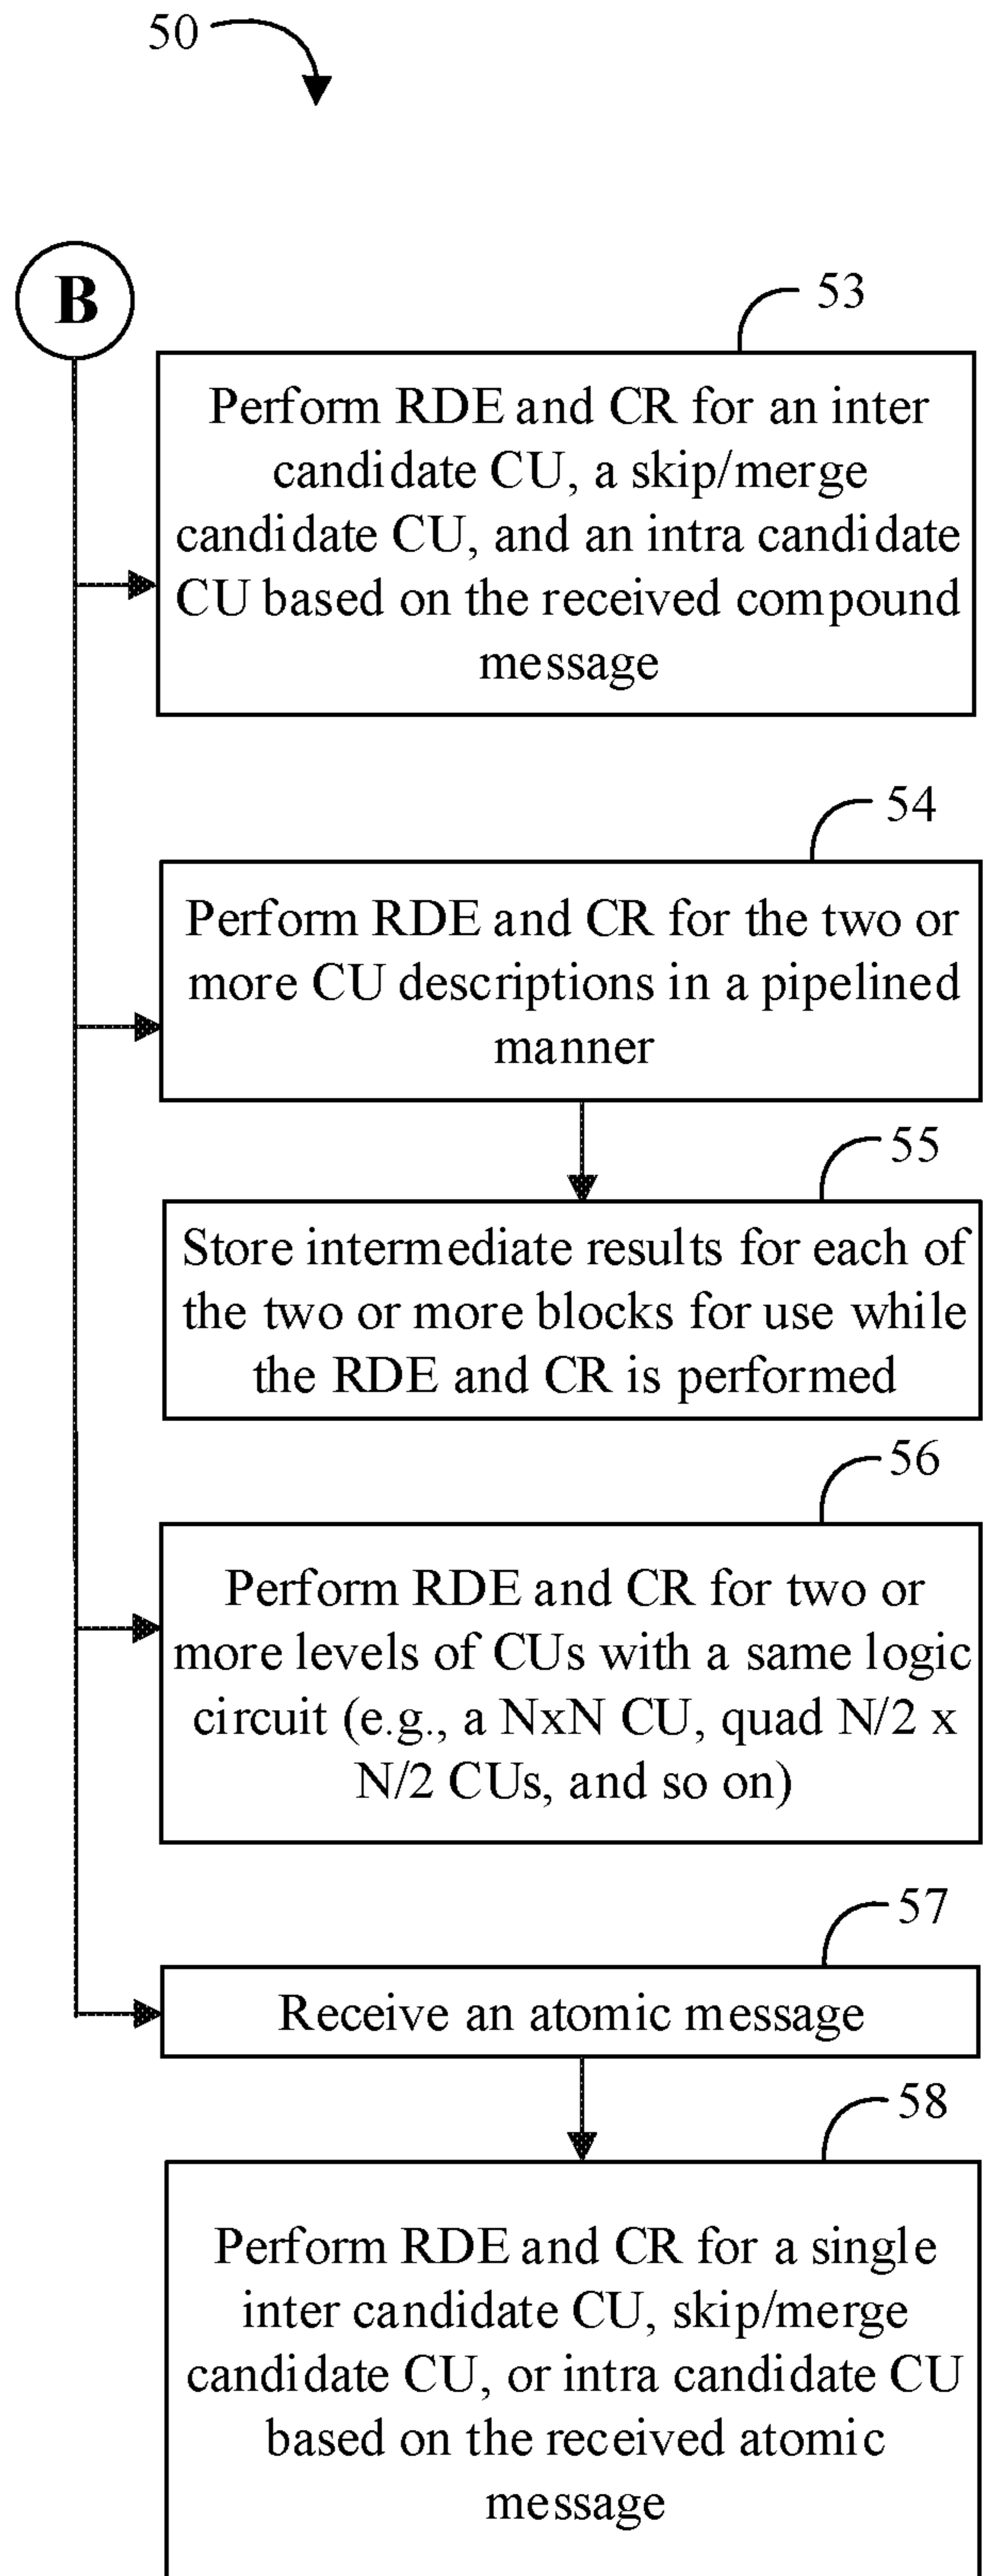 50
B
53
Perform RDE and CR for an inter
candidate CU, a skip/merge
candidate CU, and an intra candidate
CU based on the received compound
message
54
Perform RDE and CR for the two or
more CU descriptions in a pipelined
manner
55
Store intermediate results for each of
the two or more blocks for use while
the RDE and CR is performed
56
Perform RDE and CR for two or
more levels of CUs with a same logic
circuit (e.g., a NxN CU, quad N/2 x
N/2 CUs, and so on)
57
Receive an atomic message
58
Perform RDE and CR for a single
inter candidate CU, skip/merge
candidate CU, or intra candidate CU
based on the received atomic
message